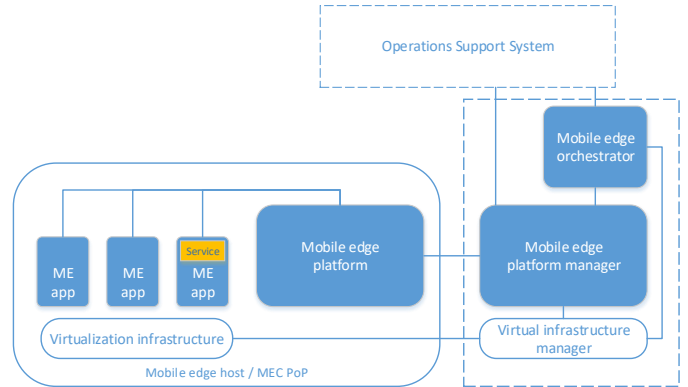 Operations Support System
Mobile edge
orchestrator
Mobile edge
platform
Mobile edge
platform manager
ME
app
ME
app
Service
ME
app
Virtualization infrastructure
Virtual infrastructure
manager
Mobile edge host / MEC PoP